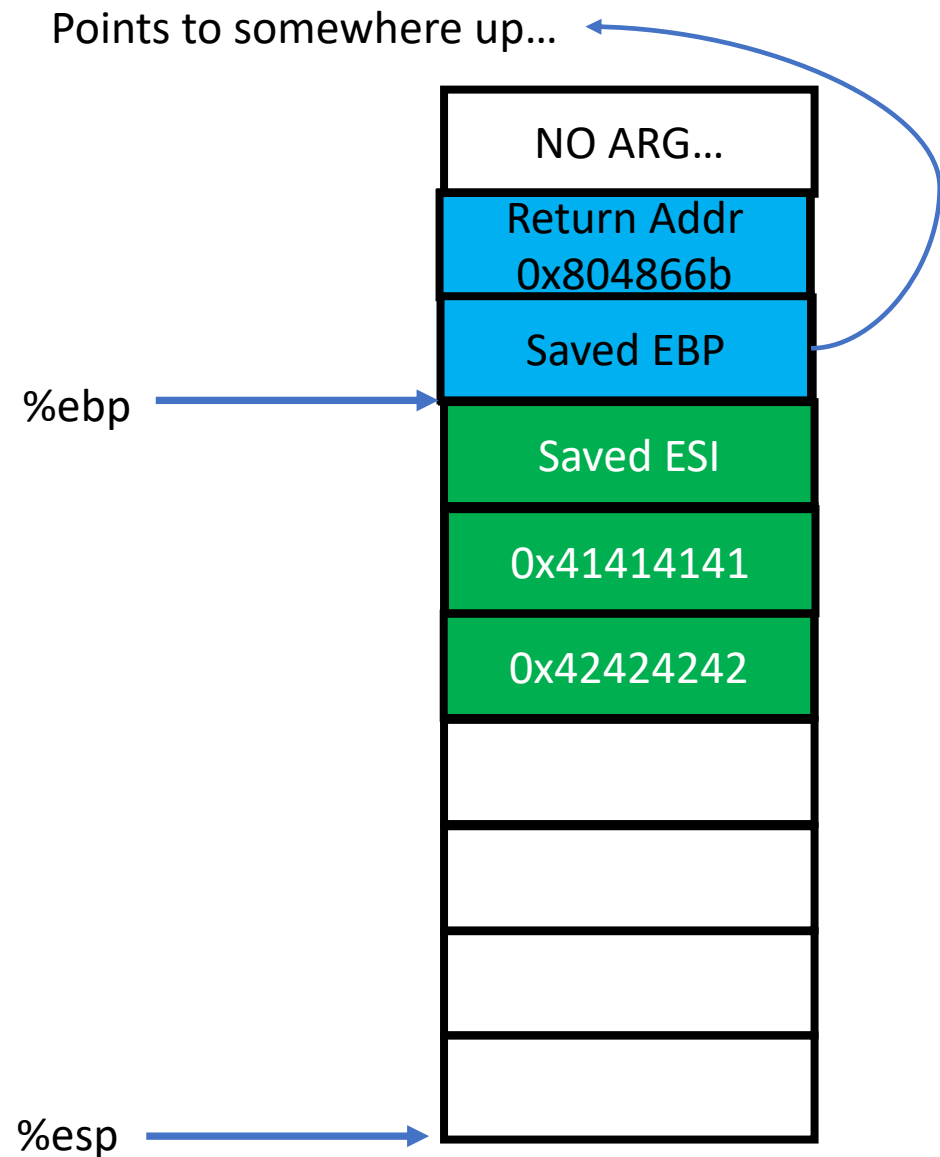 Points to somewhere up…
NO ARG…
Return Addr
0x804866b
Saved EBP
%ebp
Saved ESI
0x41414141
0x42424242
%esp